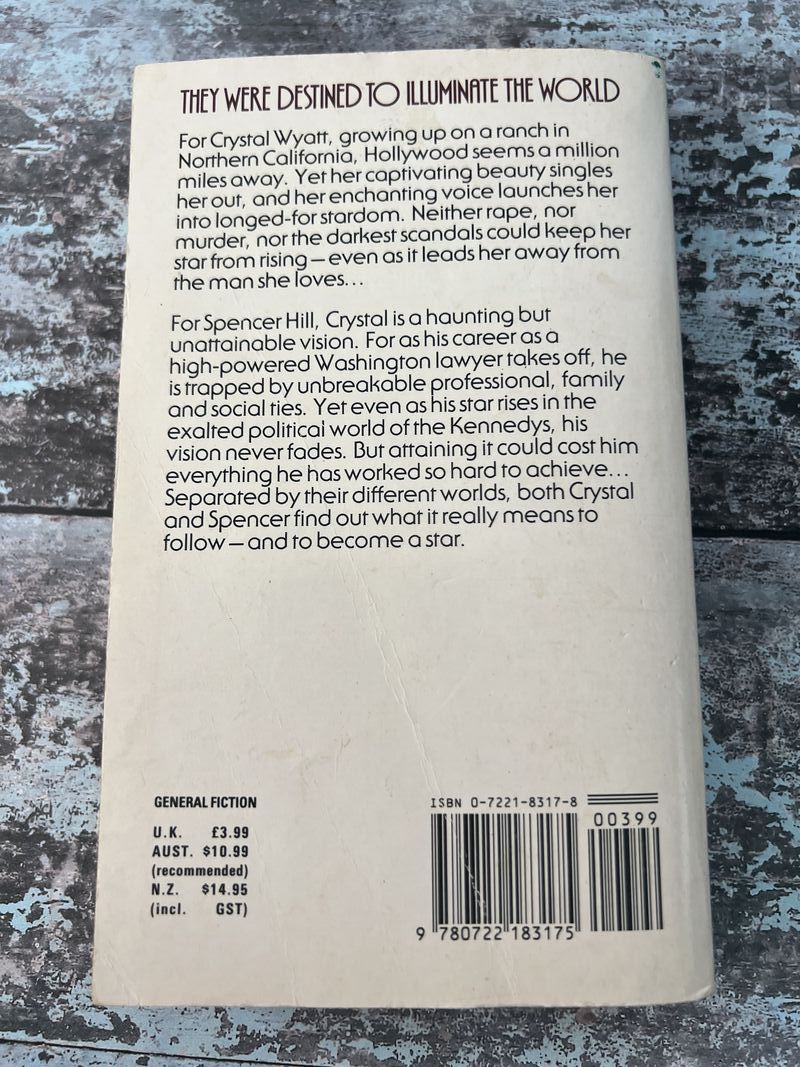 THEY WERE DESTINED TO ILLUMINATE THE WORLD
For Crystal Wyatt, growing up on a ranch in
Northern California, Hollywood seems a million
miles away. Yet her captivating beauty singles
her out, and her enchanting voice launches her
into longed-for stardom. Neither rape, nor
murder, nor the darkest scandals could keep her
star from rising – even as it leads her away from
the man she loves...
For Spencer Hill, Crystal is a haunting but
unattainable vision. For as his career as a
high-powered Washington lawyer takes off, he
is trapped by unbreakable professional, family
and social ties. Yet even as his star rises in the
exalted political world of the Kennedys, his
vision never fades. But attaining it could cost him
everything he has worked so hard to achieve...
Separated by their different worlds, both Crystal
and Spencer find out what it really means to
follow – and to become a star.
GENERAL FICTION
U.K. £3.99
AUST. $10.99
(recommended)
N.Z. $14.95
(incl. GST)
ISBN 0-7221-8317-8
00399
9 780722 183175